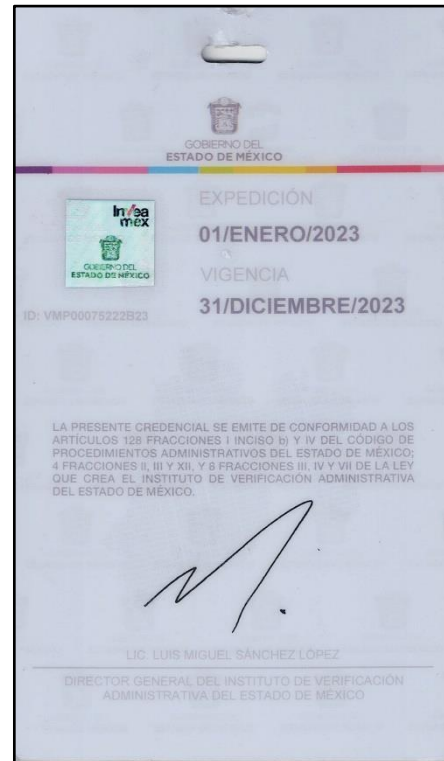 GOBIERNO DEL
ESTADO DE MÉXICO
EXPEDICIÓN
01/ENERO/2023
VIGENCIA
31/DICIEMBRE/2023
Invea
méx
GOBIERNO DEL
ESTADO DE MÉXICO
ID: VMP00075222B23
LA PRESENTE CREDENCIAL SE EMITE DE CONFORMIDAD A LOS
ARTÍCULOS 128 FRACCIONES I INCISO b) Y IV DEL CÓDIGO DE
PROCEDIMIENTOS ADMINISTRATIVOS DEL ESTADO DE MÉXICO;
4 FRACCIONES II, III Y XII, Y 8 FRACCIONES III, IV Y VII DE LA LEY
QUE CREA EL INSTITUTO DE VERIFICACIÓN ADMINISTRATIVA
DEL ESTADO DE MÉXICO.
LIC. LUIS MIGUEL SÁNCHEZ LÓPEZ
DIRECTOR GENERAL DEL INSTITUTO DE VERIFICACIÓN
ADMINISTRATIVA DEL ESTADO DE MÉXICO